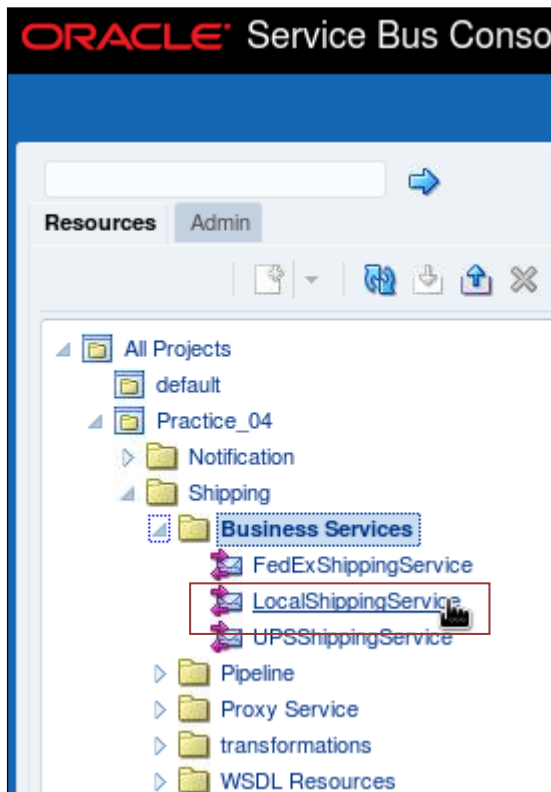 ORACLE Service Bus Conso
Resources Admin
All Projects
default
Practice_04
Notification
Shipping
Business Services
FedExShippingService
LocalShippingService
UPSShippingService
Pipeline
Proxy Service
transformations
WSDL Resources